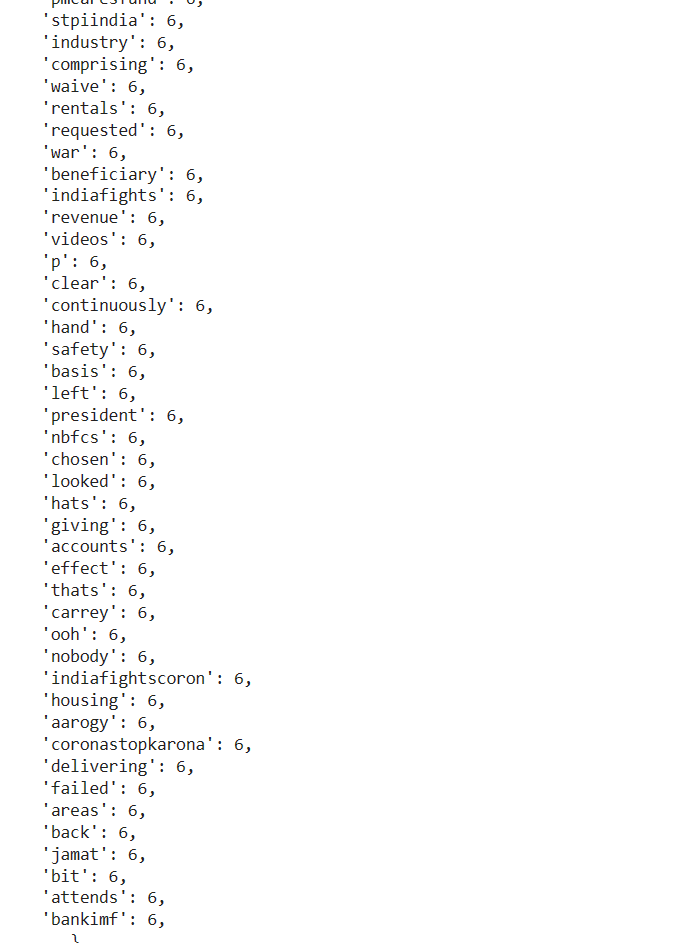 'pmcaresfund': 6,
'stpiindia': 6,
'industry': 6,
'comprising': 6,
'waive': 6,
'rentals': 6,
'requested': 6,
'war': 6,
'beneficiary': 6,
'indiafights': 6,
'revenue': 6,
'videos': 6,
'p': 6,
'clear': 6,
'continuously': 6,
'hand': 6,
'safety': 6,
'basis': 6,
'left': 6,
'president': 6,
'nbfcs': 6,
'chosen': 6,
'looked': 6,
'hats': 6,
'giving': 6,
'accounts': 6,
'effect': 6,
'thats': 6,
'carrey': 6,
'ooh': 6,
'nobody': 6,
'indiafightscoron': 6,
'housing': 6,
'aarogy': 6,
'coronastopkarona': 6,
'delivering': 6,
'failed': 6,
'areas': 6,
'back': 6,
'jamat': 6,
'bit': 6,
'attends': 6,
'bankimf': 6,
}